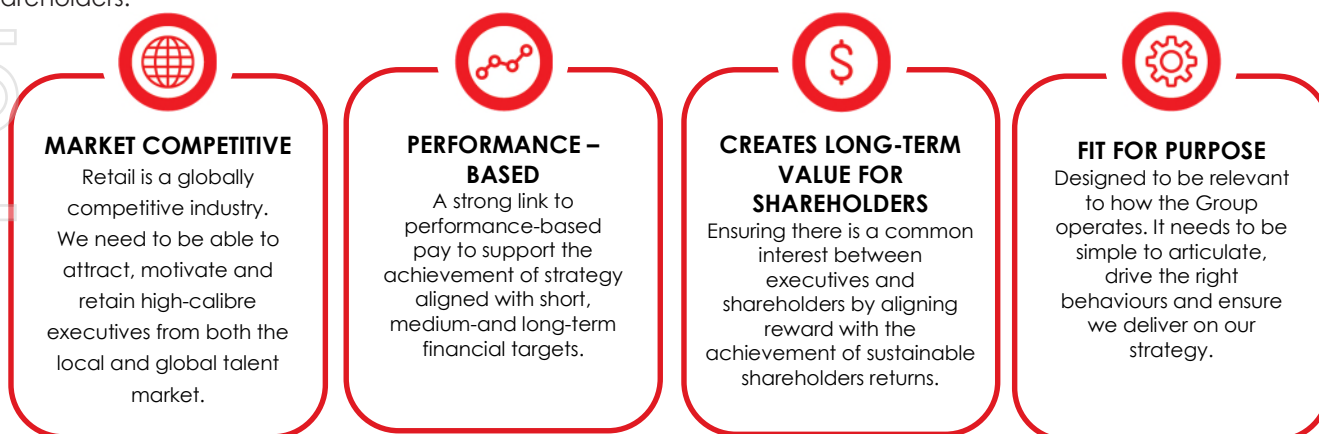 areholders.
MARKET COMPETITIVE
Retail is a globally
competitive industry.
We need to be able to
attract, motivate and
retain high-calibre
executives from both the
local and global talent
market.
PERFORMANCE –
BASED
A strong link to
performance-based
pay to support the
achievement of strategy
aligned with short,
medium-and long-term
financial targets.
CREATES LONG-TERM
VALUE FOR
SHAREHOLDERS
Ensuring there is a common
interest between
executives and
shareholders by aligning
reward with the
achievement of sustainable
shareholders returns.
FIT FOR PURPOSE
Designed to be relevant
to how the Group
operates. It needs to be
simple to articulate,
drive the right
behaviours and ensure
we deliver on our
strategy.